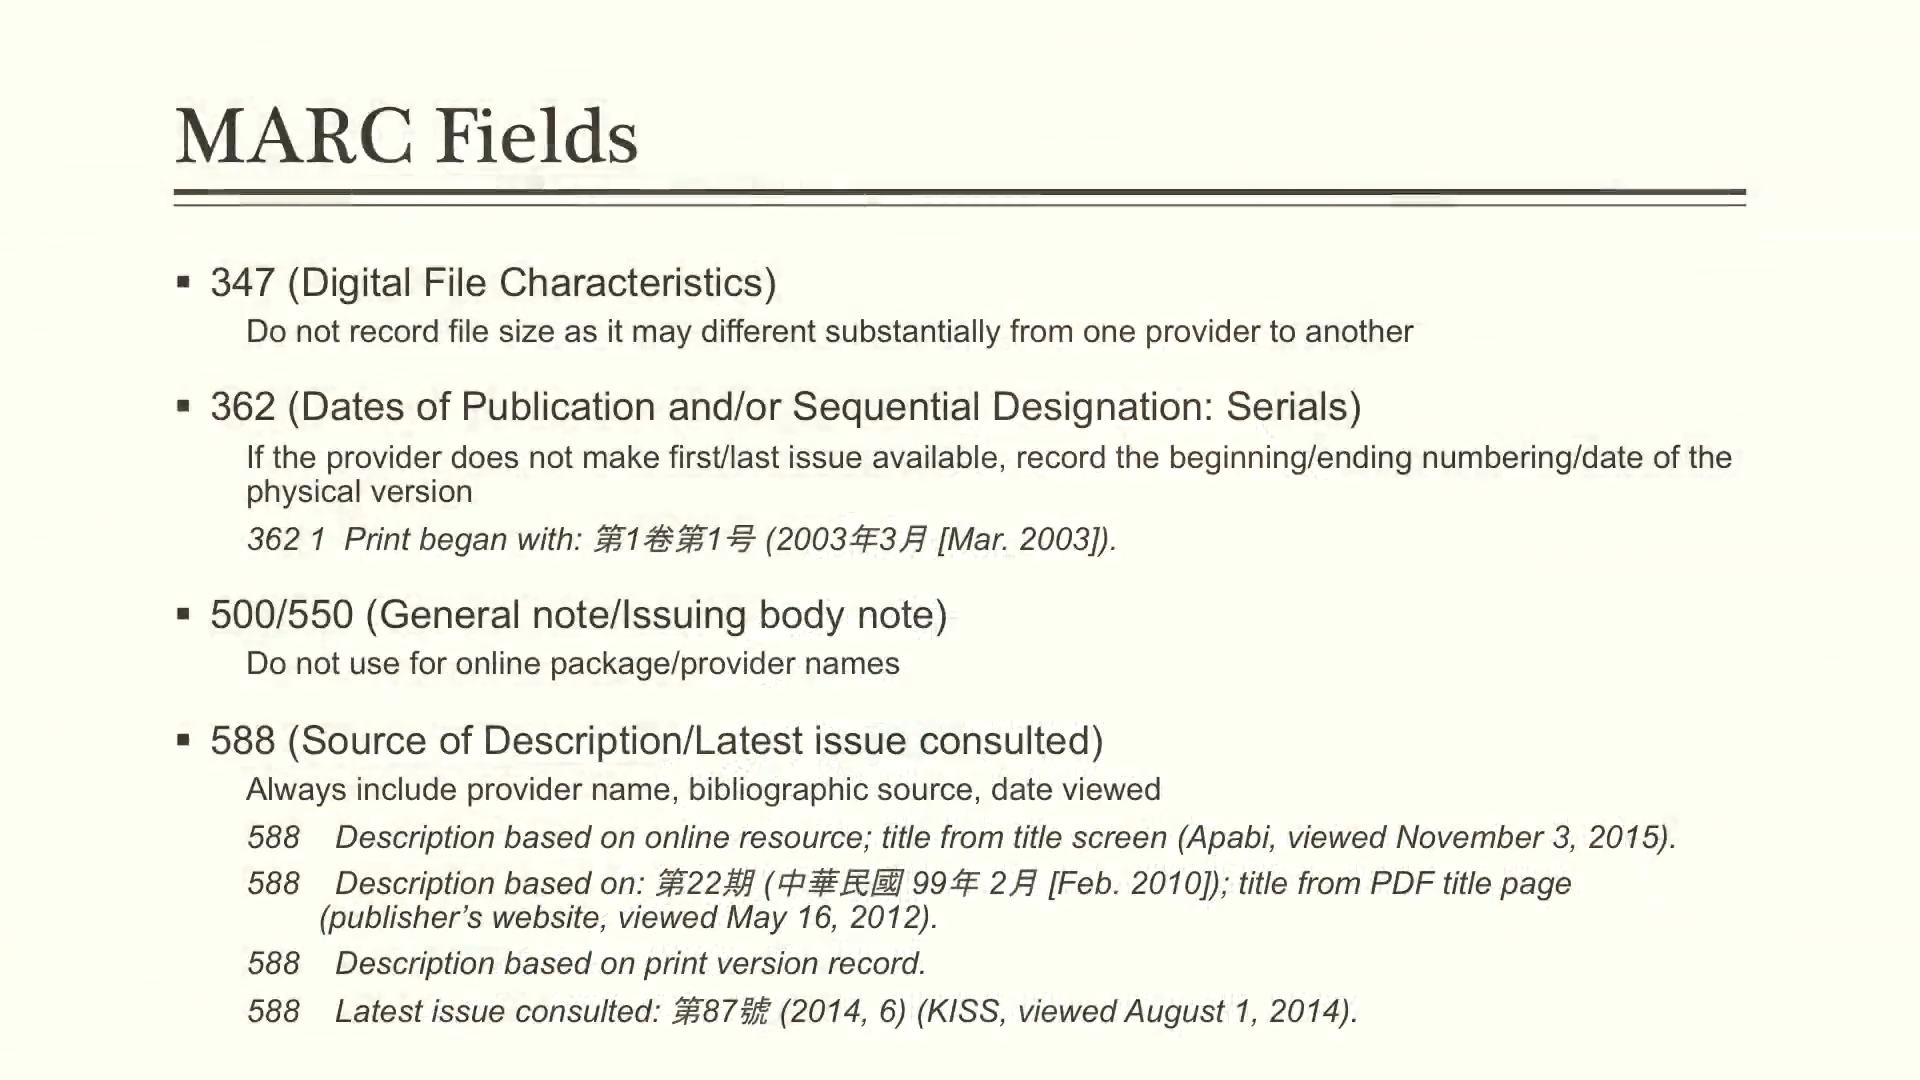 MARC Fields
▪ 347 (Digital File Characteristics)
Do not record file size as it may different substantially from one provider to another
▪ 362 (Dates of Publication and/or Sequential Designation: Serials)
If the provider does not make first/last issue available, record the beginning/ending numbering/date of the
physical version
362 1 Print began with: 第1卷第1号 (2003年3月 [Mar. 2003]).
▪ 500/550 (General note/Issuing body note)
Do not use for online package/provider names
▪ 588 (Source of Description/Latest issue consulted)
Always include provider name, bibliographic source, date viewed
588 Description based on online resource; title from title screen (Apabi, viewed November 3, 2015).
588 Description based on: 第22期 (中華民國 99年 2月 [Feb. 2010]); title from PDF title page
(publisher’s website, viewed May 16, 2012).
588 Description based on print version record.
588 Latest issue consulted: 第87號 (2014, 6) (KISS, viewed August 1, 2014).